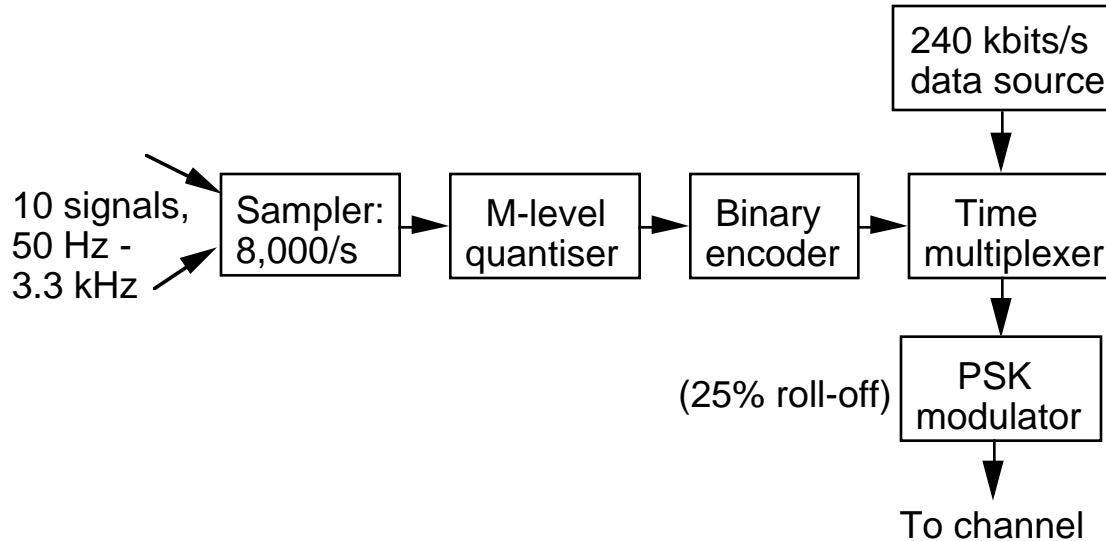 240 kbits/s
data source
10 signals,
50 Hz -
3.3 kHz
Sampler:
8,000/s
M-level
quantiser
Binary
encoder
Time
multiplexer
(25% roll-off)
PSK
modulator
To channel